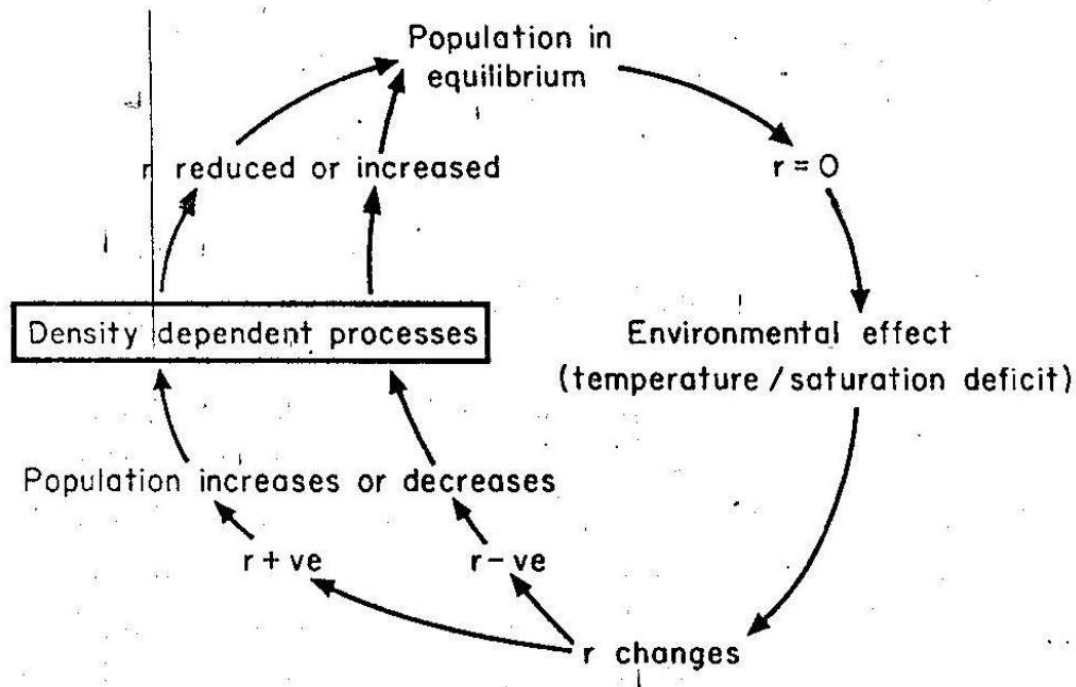 Population in
equilibrium
r = 0
Environmental effect
(temperature / saturation deficit)
r changes
r + ve
r - ve
Population increases or decreases
Density dependent processes
r reduced or increased